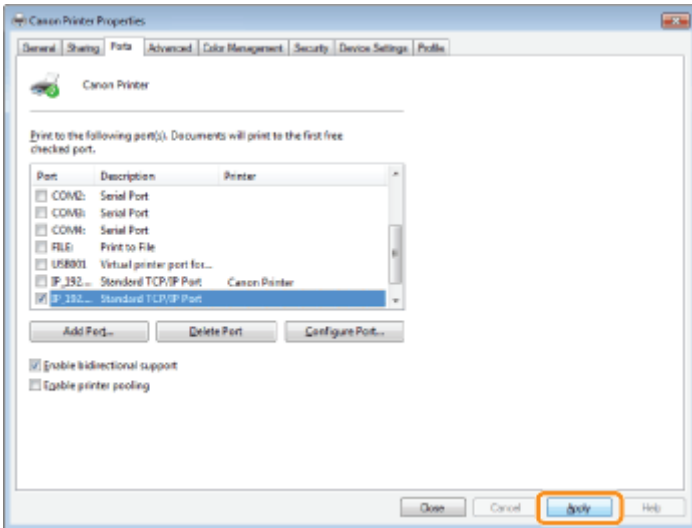 Canon Printer Properties
General Sharing Ports Advanced Color Management Security Device Settings Profile
Canon Printer
Print to the following port(s). Documents will print to the first free
checked port.
Port Description Printer
COM2: Serial Port
COM3: Serial Port
COM4: Serial Port
FILE: Print to File
USB001 Virtual printer port for...
IP_192.... Standard TCP/IP Port Canon Printer
IP_192.... Standard TCP/IP Port
Add Port... Delete Port Configure Port...
Enable bidirectional support
Enable printer pooling
Close Cancel Apply Help